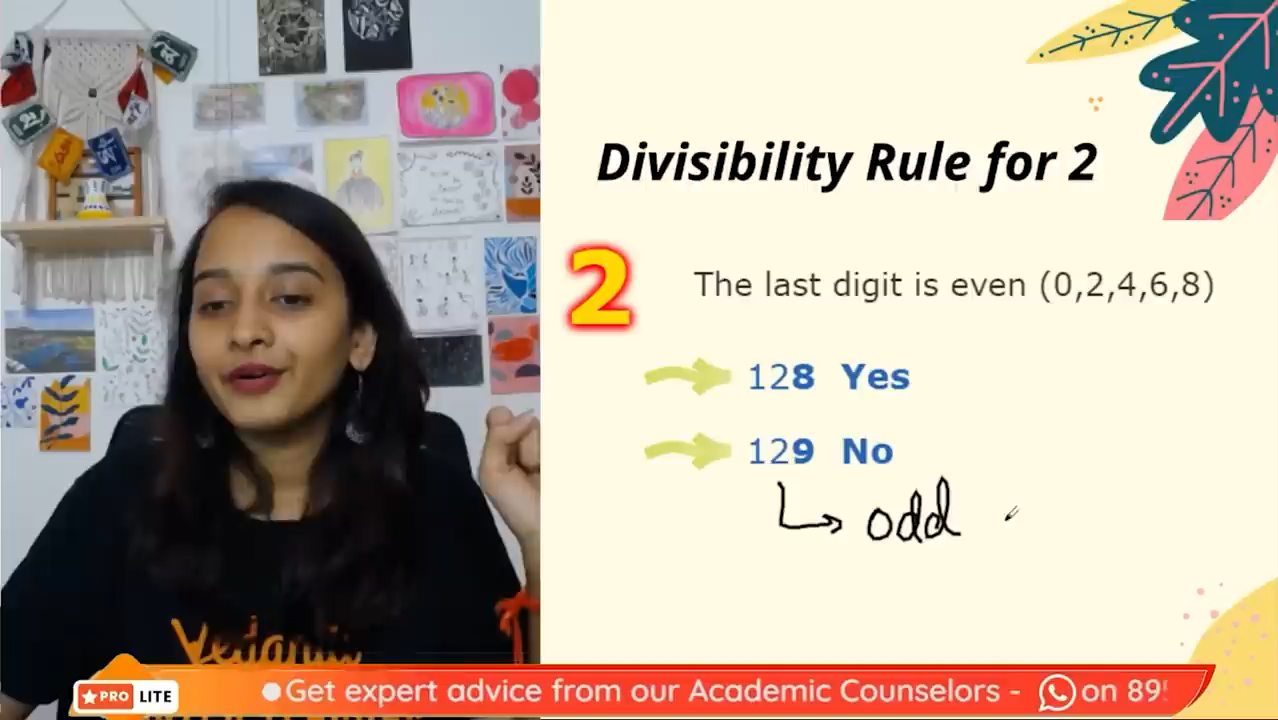 Divisibility Rule for 2
2
The last digit is even (0,2,4,6,8)
128 Yes
129 No
odd
Vedantu
PRO LITE
Get expert advice from our Academic Counselors - on 89